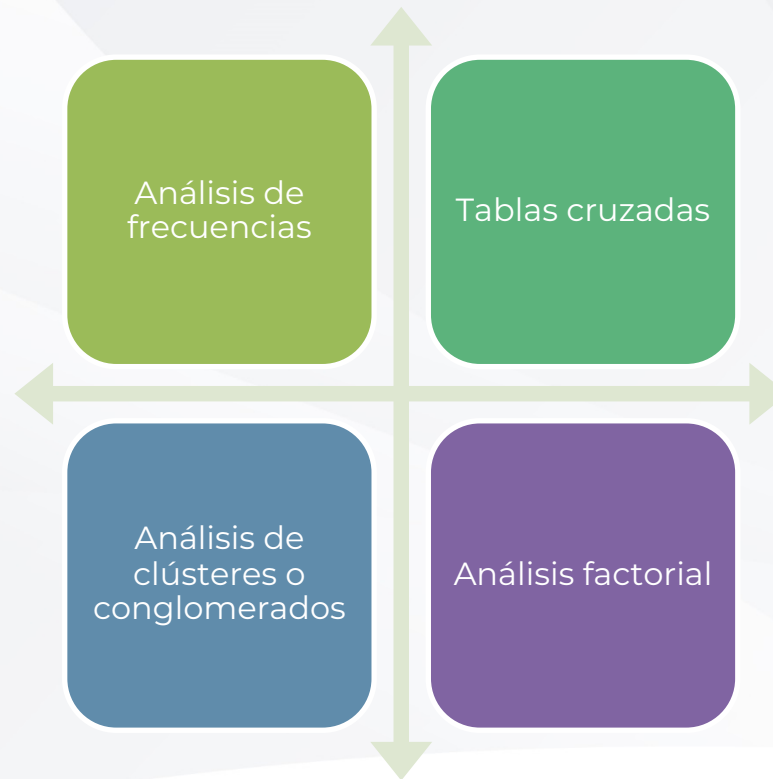 Análisis de
frecuencias
Tablas cruzadas
Análisis de
clústeres o
conglomerados
Análisis factorial